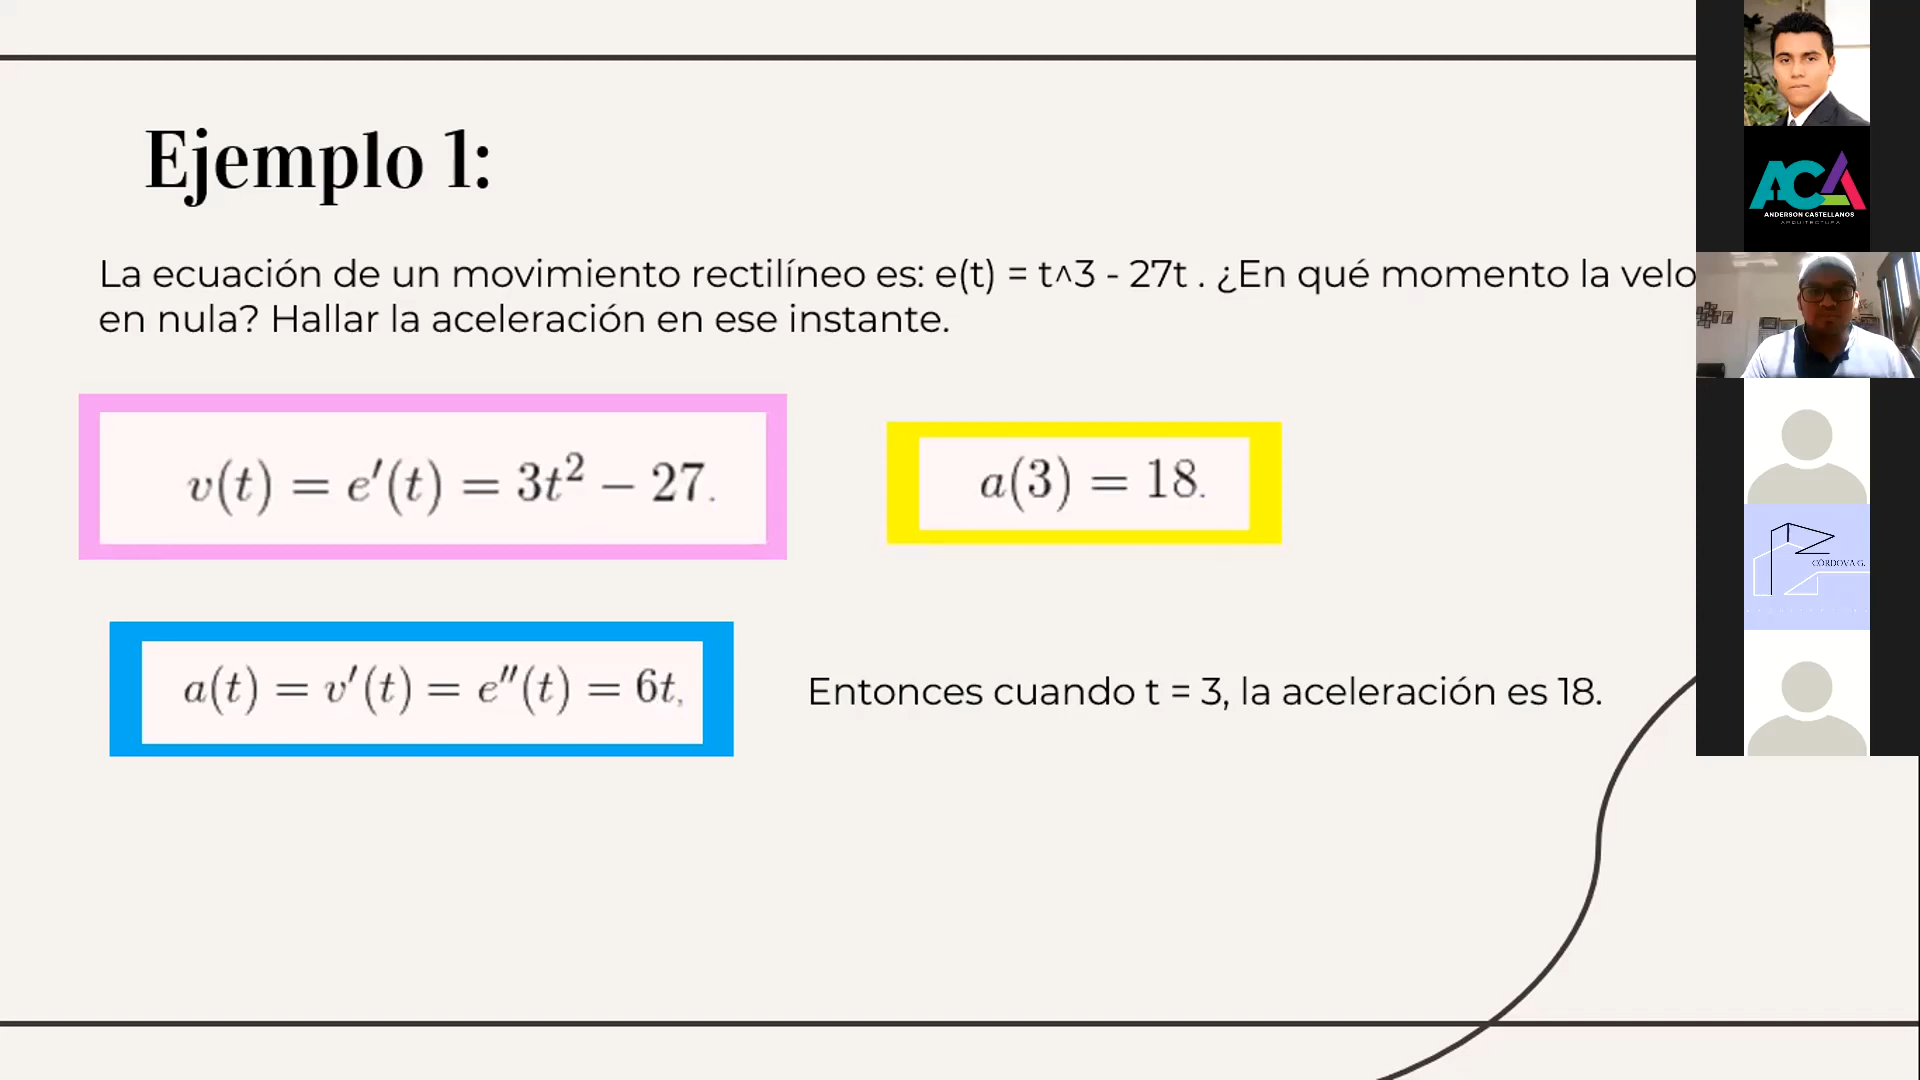 Ejemplo 1:
La ecuación de un movimiento rectilíneo es: e(t) = t^3 - 27t . ¿En qué momento la velo
en nula? Hallar la aceleración en ese instante.
v(t) = e′(t) = 3t² − 27.
a(3) = 18.
a(t) = v′(t) = e″(t) = 6t,
Entonces cuando t = 3, la aceleración es 18.
ACA
ANDERSON CASTELLANOS
ARQUITECTURA
CÓRDOVA G.